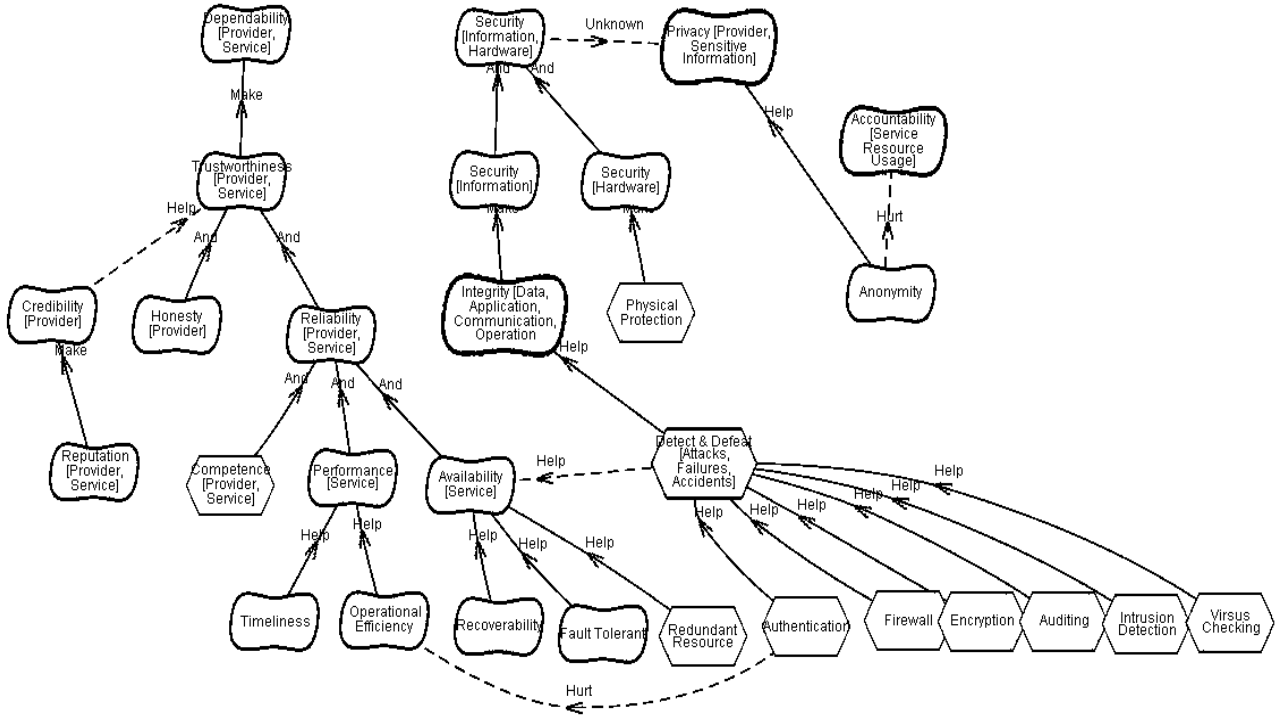 Dependability
[Provider,
Service]
Security
[Information,
Hardware]
Unknown
Privacy [Provider,
Sensitive
Information]
Make
And
And
Help
Accountability
[Service
Resource
Usage]
Trustworthiness
[Provider,
Service]
Security
[Information]
Security
[Hardware]
Help
And
And
Make
Make
Hurt
Credibility
[Provider]
Honesty
[Provider]
Reliability
[Provider,
Service]
Integrity [Data,
Application,
Communication,
Operation
Physical
Protection
Anonymity
Make
And
And
And
Help
Reputation
[Provider,
Service]
Competence
[Provider,
Service]
Performance
[Service]
Availability
[Service]
Help
Detect & Defeat
[Attacks,
Failures,
Accidents]
Help
Help
Help
Help
Help
Help
Help
Help
Help
Help
Help
Timeliness
Operational
Efficiency
Recoverability
Fault Tolerant
Redundant
Resource
Authentication
Firewall
Encryption
Auditing
Intrusion
Detection
Virsus
Checking
Hurt